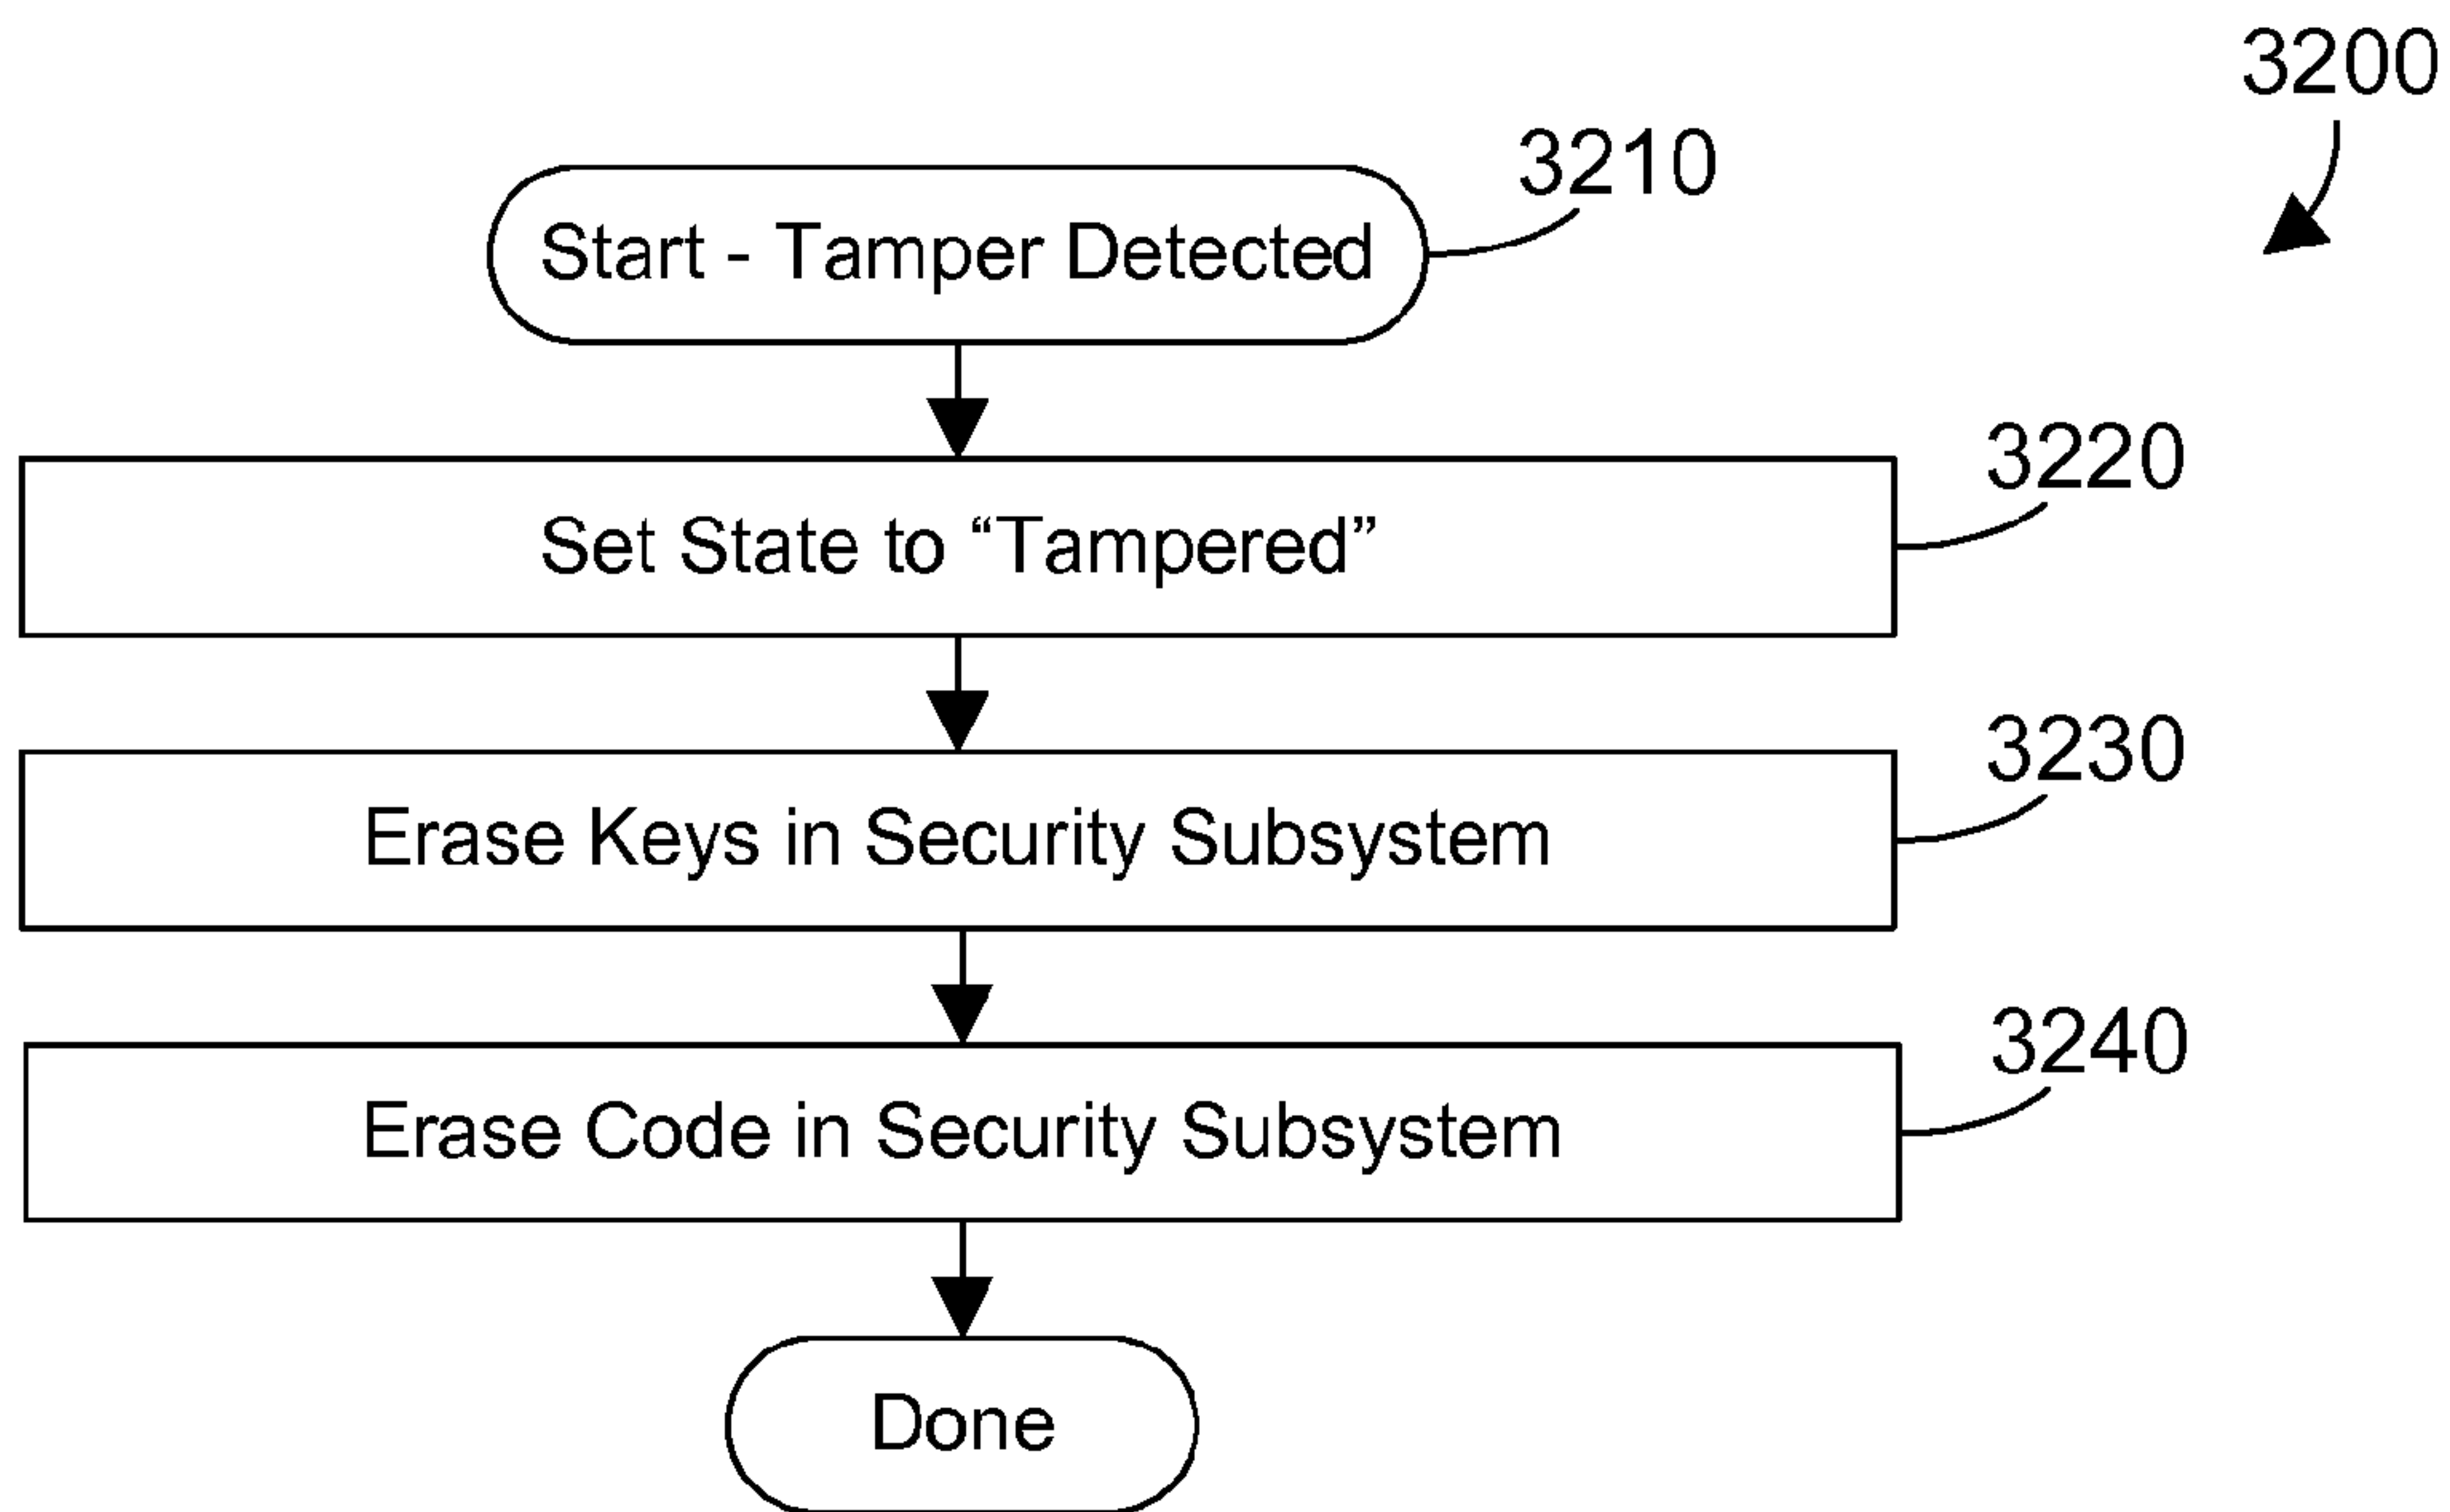 3200
3210
Start - Tamper Detected
3220
Set State to “Tampered”
3230
Erase Keys in Security Subsystem
3240
Erase Code in Security Subsystem
Done